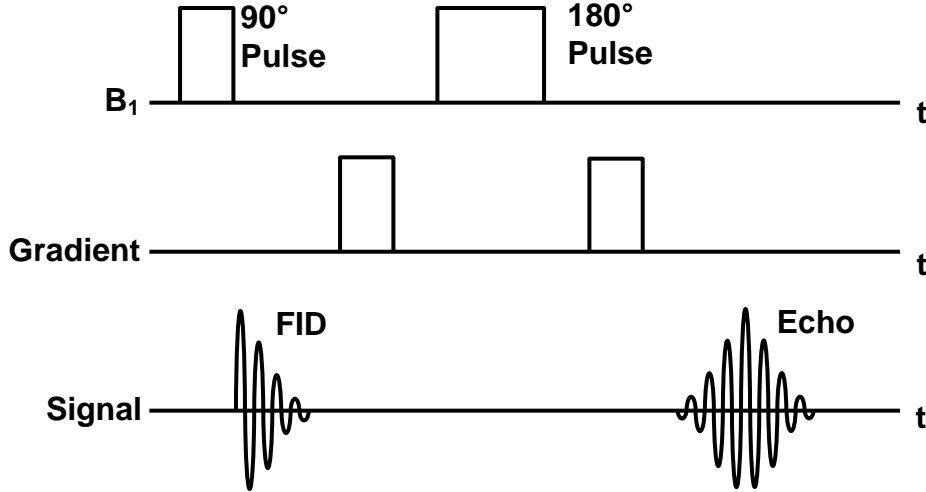 90°
Pulse
180°
Pulse
B₁
t
Gradient
t
FID
Echo
Signal
t